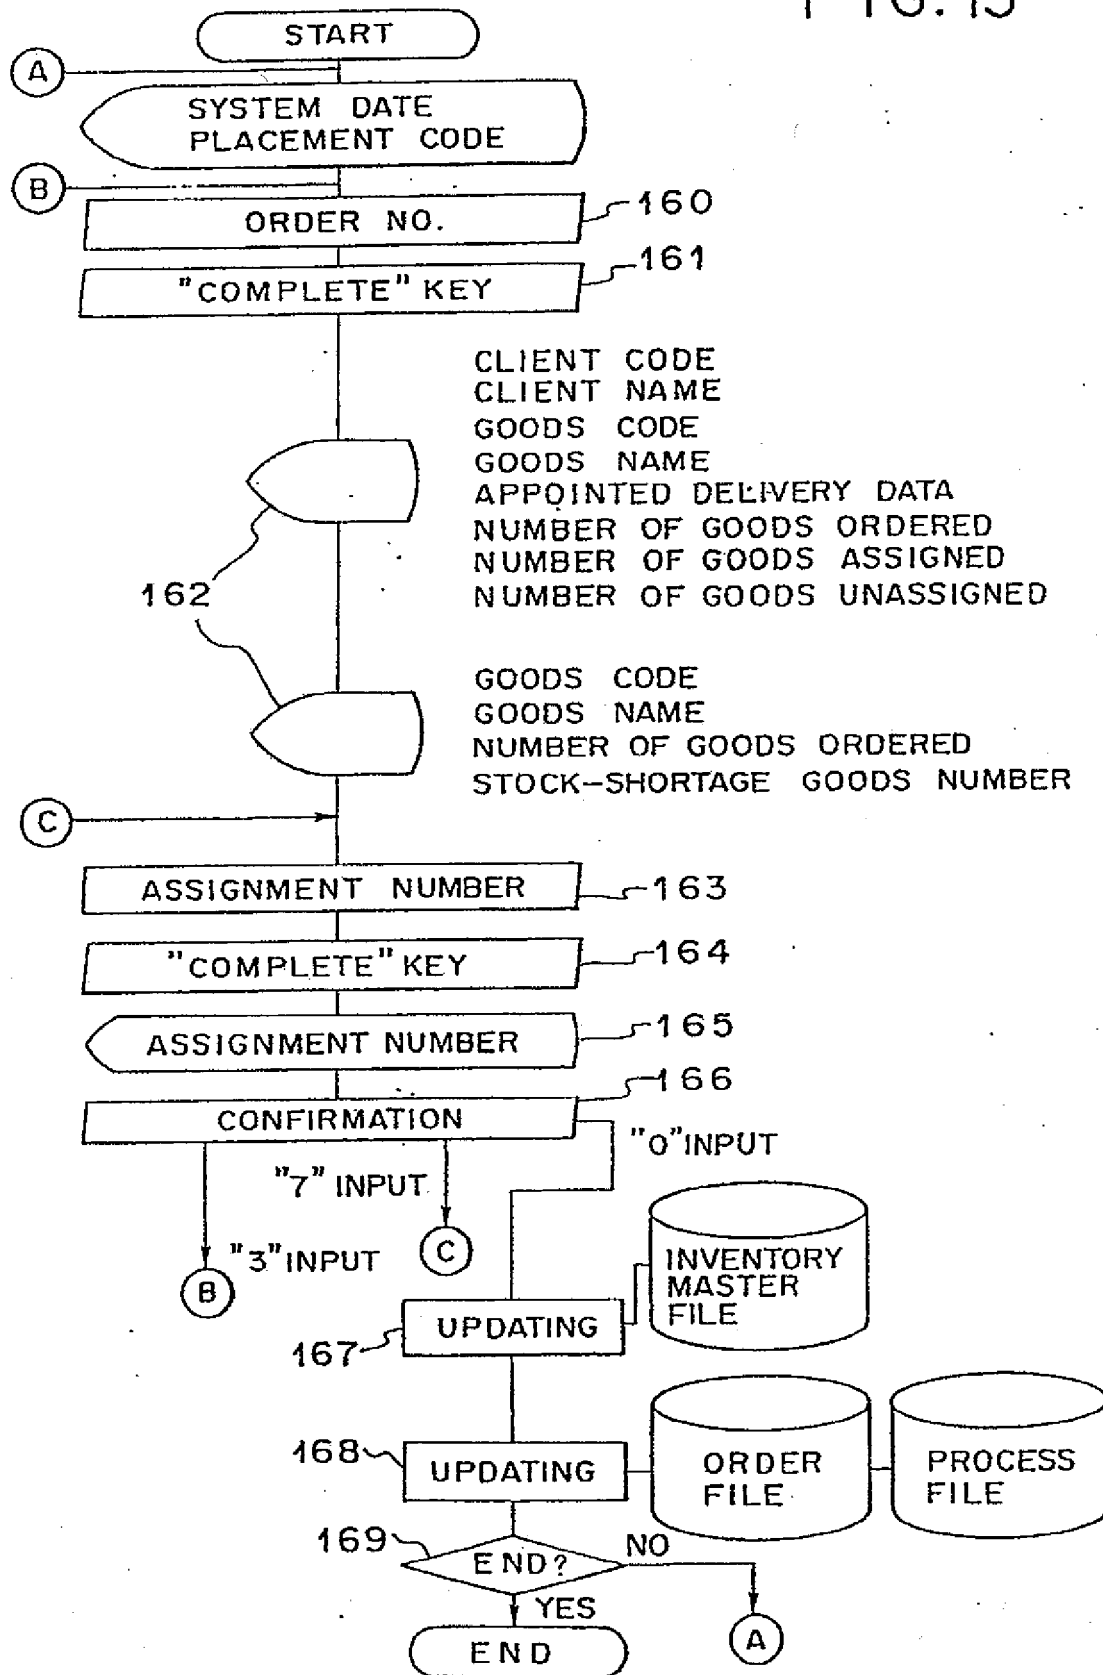 FIG. 15
START
A
SYSTEM DATE
PLACEMENT CODE
B
ORDER NO.
160
"COMPLETE" KEY
161
CLIENT CODE
CLIENT NAME
GOODS CODE
GOODS NAME
APPOINTED DELIVERY DATA
NUMBER OF GOODS ORDERED
NUMBER OF GOODS ASSIGNED
NUMBER OF GOODS UNASSIGNED
162
GOODS CODE
GOODS NAME
NUMBER OF GOODS ORDERED
STOCK-SHORTAGE GOODS NUMBER
C
ASSIGNMENT NUMBER
163
"COMPLETE" KEY
164
ASSIGNMENT NUMBER
165
CONFIRMATION
166
"0" INPUT
"7" INPUT
C
"3" INPUT
B
INVENTORY
MASTER
FILE
UPDATING
167
168
UPDATING
ORDER
FILE
PROCESS
FILE
169
END?
NO
YES
A
END